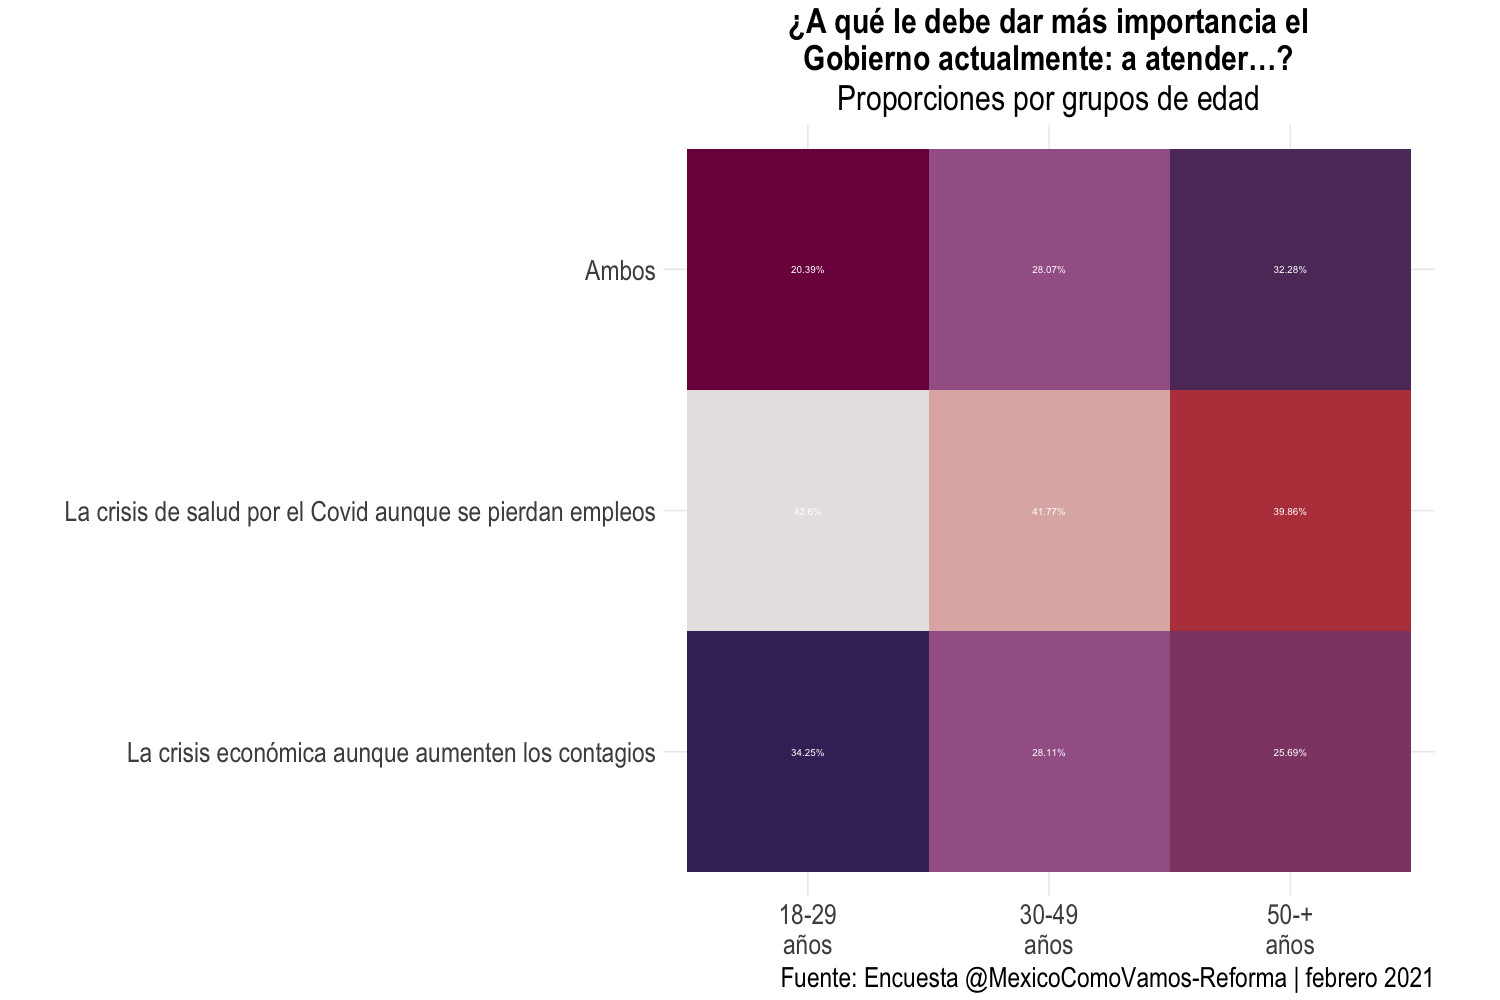 ¿A qué le debe dar más importancia el
Gobierno actualmente: a atender…?
Proporciones por grupos de edad
Ambos
20.39%
28.07%
32.28%
La crisis de salud por el Covid aunque se pierdan empleos
42.6%
41.77%
39.86%
La crisis económica aunque aumenten los contagios
34.25%
28.11%
25.69%
18-29
años
30-49
años
50-+
años
Fuente: Encuesta @MexicoComoVamos-Reforma | febrero 2021